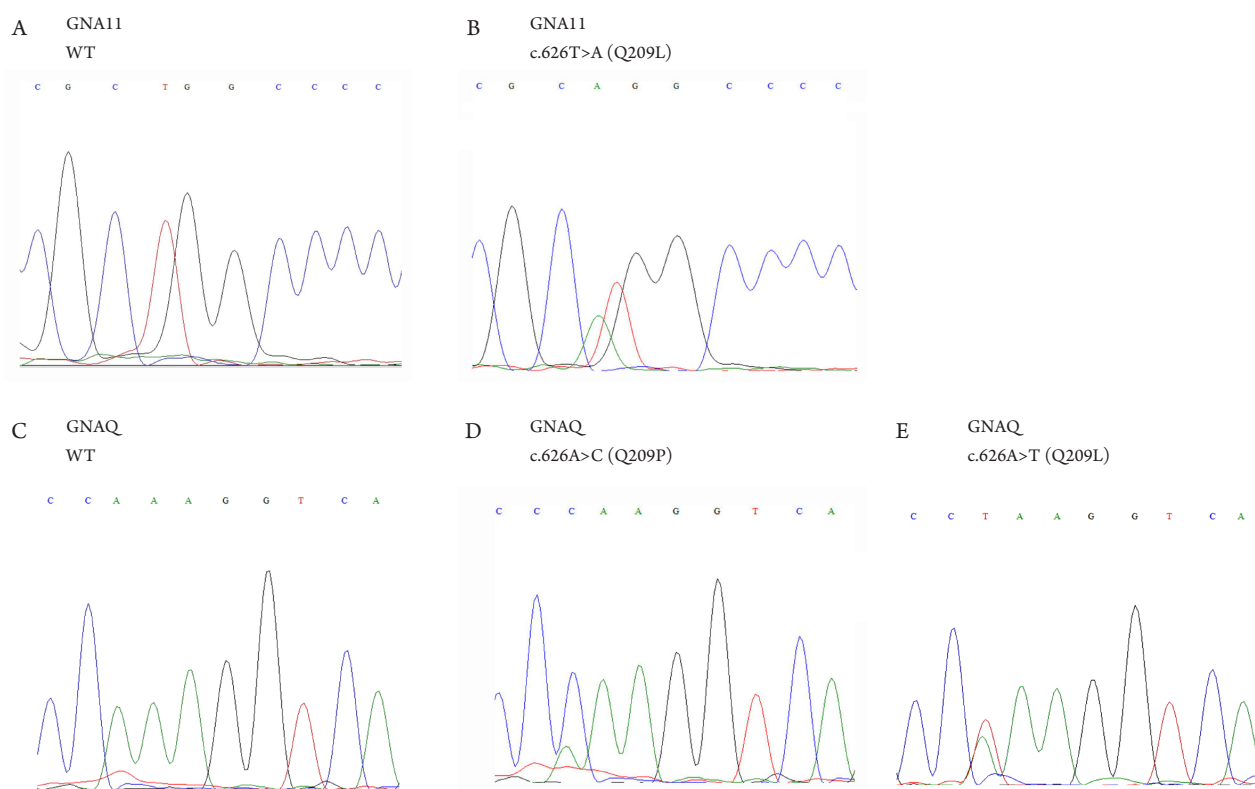 A GNA11
WT
C G C T G G C C C C
B GNA11
c.626T>A (Q209L)
C G C A G G C C C C
C GNAQ
WT
C C A A A G G T C A
D GNAQ
c.626A>C (Q209P)
C C C A A G G T C A
E GNAQ
c.626A>T (Q209L)
C C T A A G G T C A